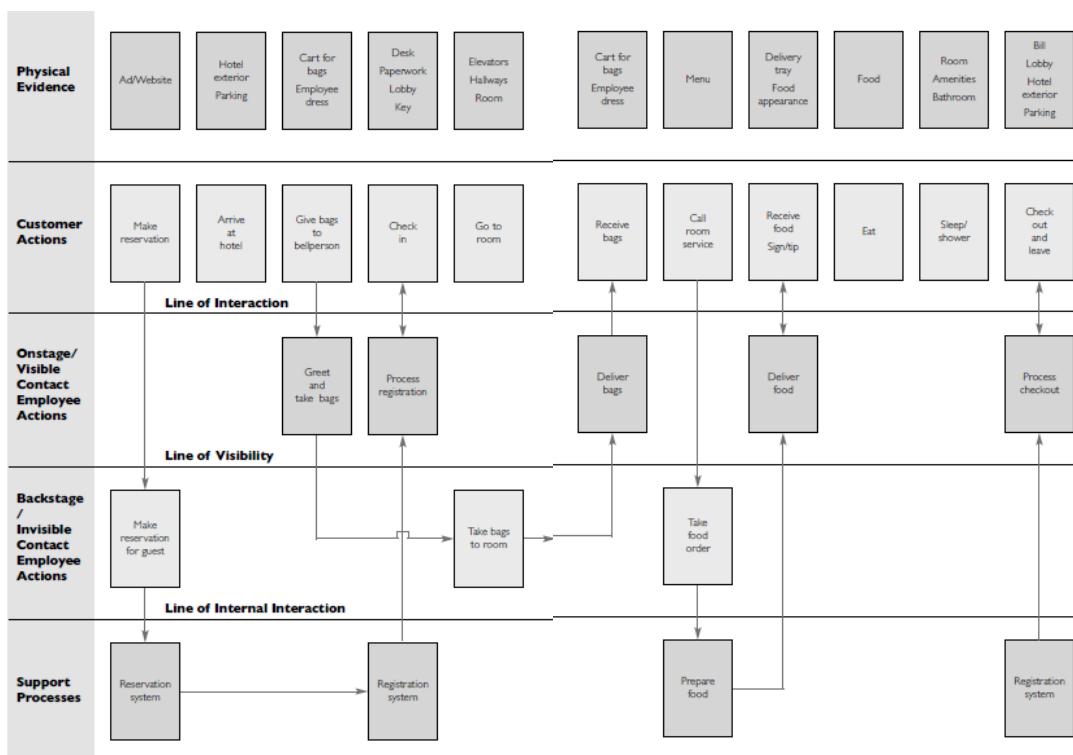 Physical
Evidence
Ad/Website
Hotel
exterior
Parking
Cart for
bags
Employee
dress
Desk
Paperwork
Lobby
Key
Elevators
Hallways
Room
Cart for
bags
Employee
dress
Menu
Delivery
tray
Food
appearance
Food
Room
Amenities
Bathroom
Bill
Lobby
Hotel
exterior
Parking
Customer
Actions
Make
reservation
Arrive
at
hotel
Give bags
to
bellperson
Check
in
Go to
room
Receive
bags
Call
room
service
Receive
food
Sign/tip
Eat
Sleep/
shower
Check
out
and
leave
Line of Interaction
Onstage/
Visible
Contact
Employee
Actions
Greet
and
take bags
Process
registration
Deliver
bags
Deliver
food
Process
checkout
Line of Visibility
Backstage
/
Invisible
Contact
Employee
Actions
Make
reservation
for guest
Take bags
to room
Take
food
order
Line of Internal Interaction
Support
Processes
Reservation
system
Registration
system
Prepare
food
Registration
system